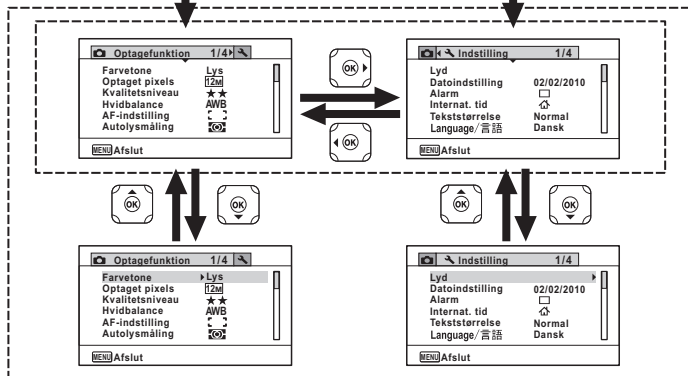 Optagefunktion 1/4
Farvetone Lys
Optaget pixels 12M
Kvalitetsniveau ★★
Hvidbalance AWB
AF-indstilling
Autolysmåling
MENU Afslut
OK
OK
Indstilling 1/4
Lyd
Datoindstilling 02/02/2010
Alarm
Internat. tid
Tekststørrelse Normal
Language/言語 Dansk
MENU Afslut
OK
OK
OK
OK
Optagefunktion 1/4
Farvetone Lys
Optaget pixels 12M
Kvalitetsniveau ★★
Hvidbalance AWB
AF-indstilling
Autolysmåling
MENU Afslut
Indstilling 1/4
Lyd
Datoindstilling 02/02/2010
Alarm
Internat. tid
Tekststørrelse Normal
Language/言語 Dansk
MENU Afslut